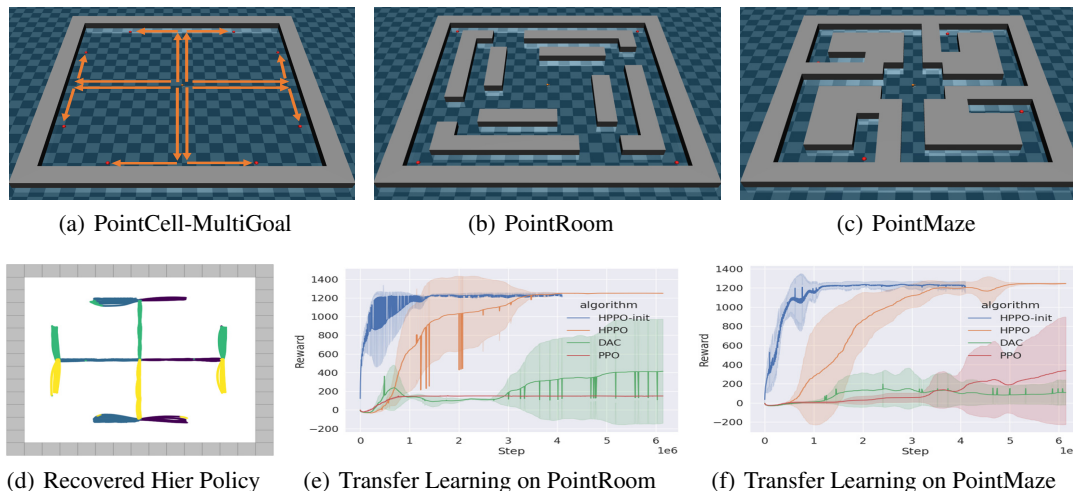 (a) PointCell-MultiGoal
(b) PointRoom
(c) PointMaze
1400
1200
1000
800
600
400
200
0
−200
Reward
algorithm
HPPO-init
HPPO
DAC
PPO
0 1 2 3 4 5 6
Step
1e6
1400
1200
1000
800
600
400
200
0
−200
Reward
algorithm
HPPO-init
HPPO
DAC
PPO
0 1 2 3 4 5 6
Step
1e
(d) Recovered Hier Policy
(e) Transfer Learning on PointRoom
(f) Transfer Learning on PointMaze